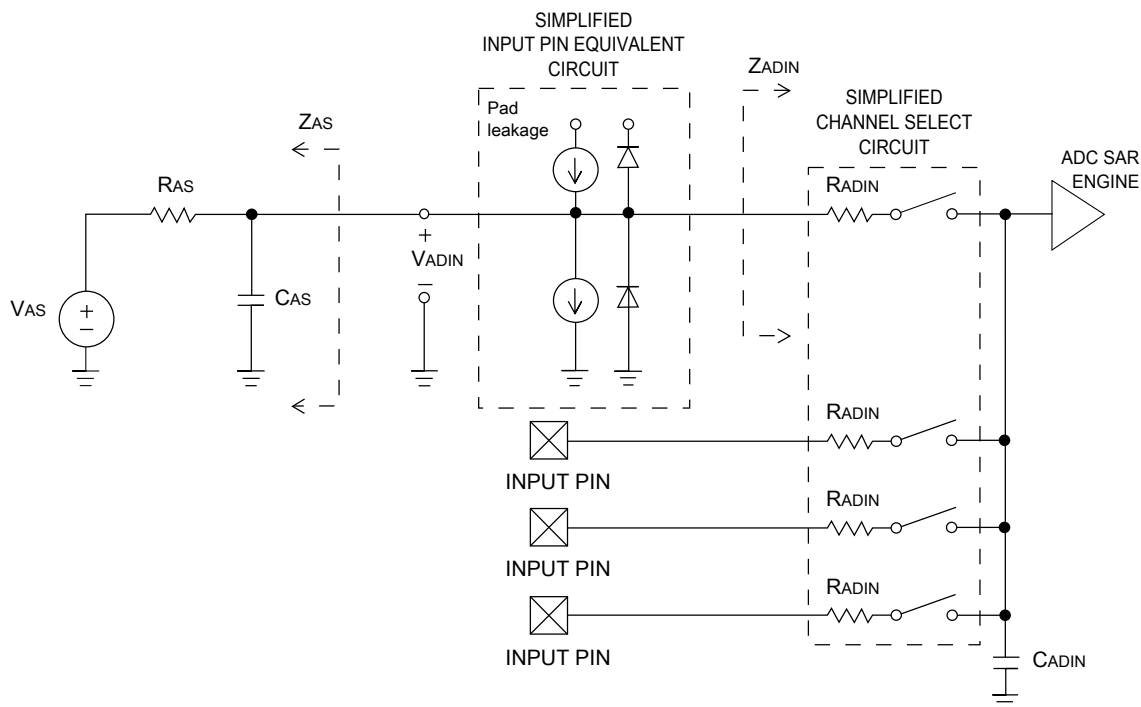 SIMPLIFIED
INPUT PIN EQUIVALENT
CIRCUIT
Pad
leakage
ZAS
RAS
VAS
CAS
+
VADIN
–
+
–
ZADIN
SIMPLIFIED
CHANNEL SELECT
CIRCUIT
RADIN
ADC SAR
ENGINE
INPUT PIN
RADIN
INPUT PIN
RADIN
INPUT PIN
RADIN
CADIN